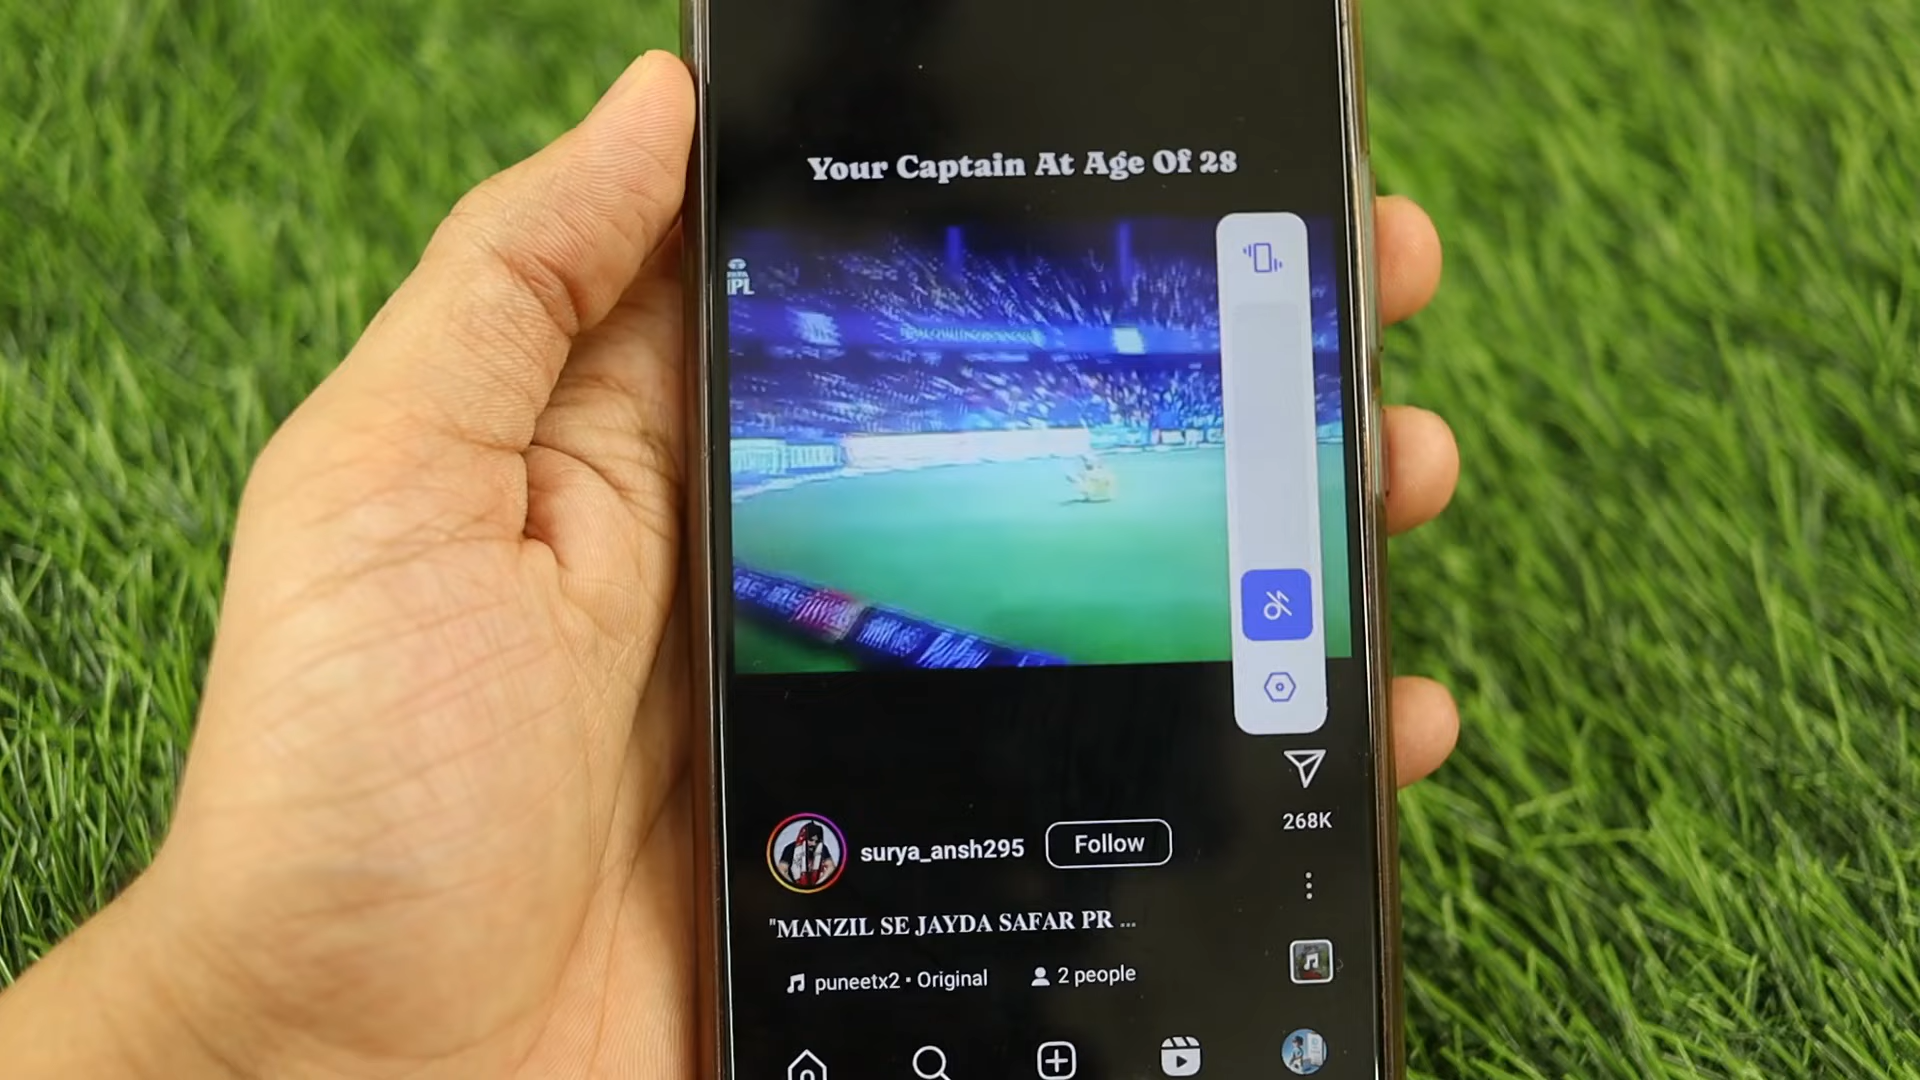 Your Captain At Age Of 28
TATA
IPL
268K
surya_ansh295
Follow
"MANZIL SE JAYDA SAFAR PR ...
puneetx2 • Original
2 people